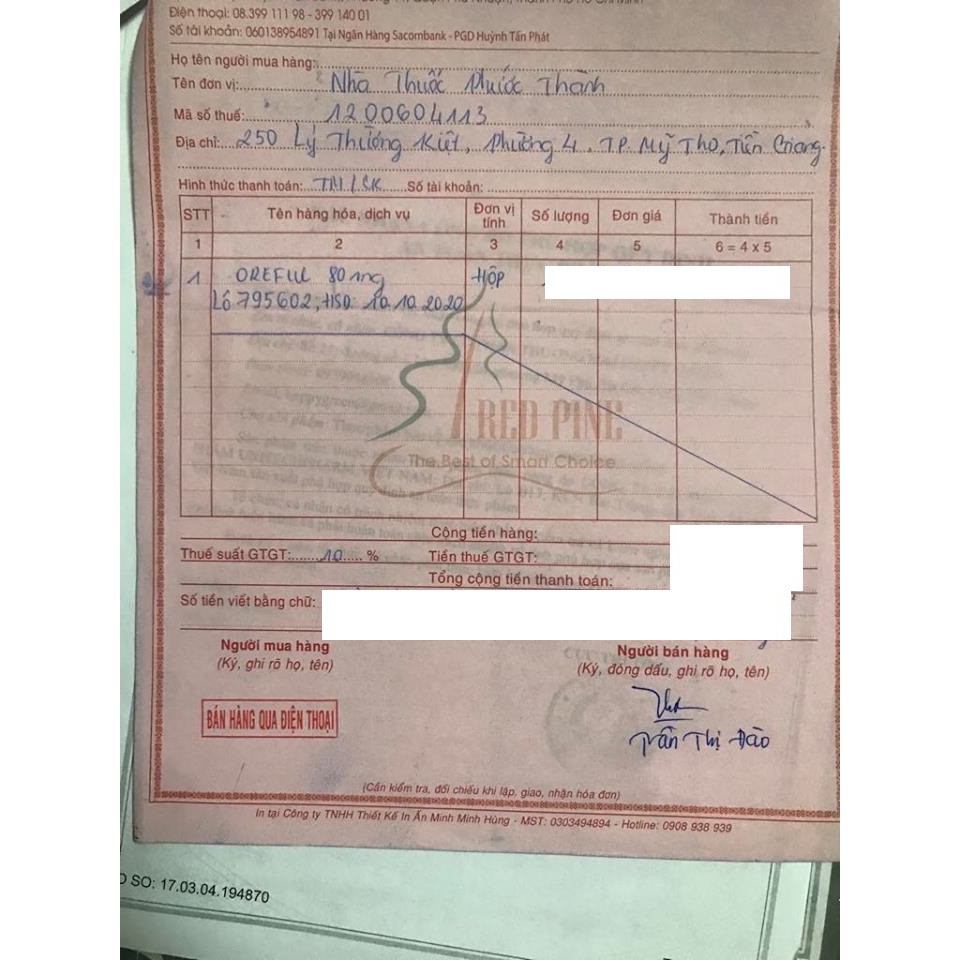 Điện thoại: 08.399 111 98 - 399 140 01
Số tài khoản: 060138954891 Tại Ngân Hàng Sacombank - PGD Huỳnh Tấn Phát
Họ tên người mua hàng:
Tên đơn vị: Nhà Thuốc Phước Thành
Mã số thuế: 1200604113
Địa chỉ: 250 Lý Thường Kiệt, Phường 4, TP. Mỹ Tho, Tiền Giang.
Hình thức thanh toán: TM/CK Số tài khoản:
STT Tên hàng hóa, dịch vụ Đơn vị tính Số lượng Đơn giá Thành tiền
1 2 3 4 5 6 = 4 x 5
1 OREFUL 80mg Hộp
Lô 795602, HSD: 10.10.2020
RED PINE
The Best of Smart Choice
Cộng tiền hàng:
Thuế suất GTGT: 10 % Tiền thuế GTGT:
Tổng cộng tiền thanh toán:
Số tiền viết bằng chữ:
Người mua hàng Người bán hàng
(Ký, ghi rõ họ, tên) (Ký, đóng dấu, ghi rõ họ, tên)
BÁN HÀNG QUA ĐIỆN THOẠI
Trần Thị Đào
(Cần kiểm tra, đối chiếu khi lập, giao, nhận hóa đơn)
In tại Công ty TNHH Thiết Kế In Ấn Minh Minh Hùng - MST: 0303494894 - Hotline: 0908 938 939
SO: 17.03.04.194870